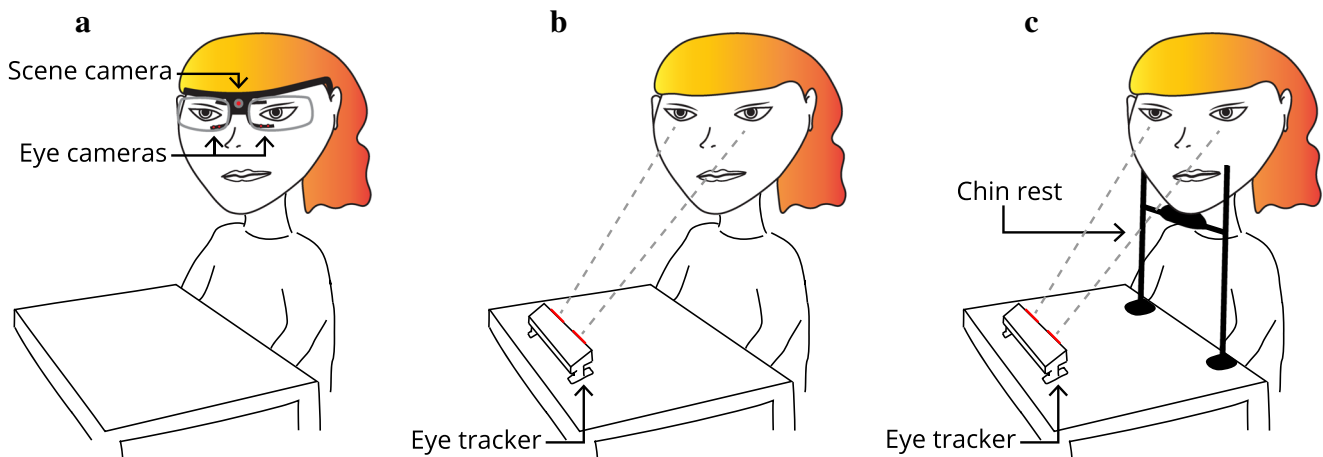 a
b
c
Scene camera
Eye cameras
Chin rest
Eye tracker
Eye tracker